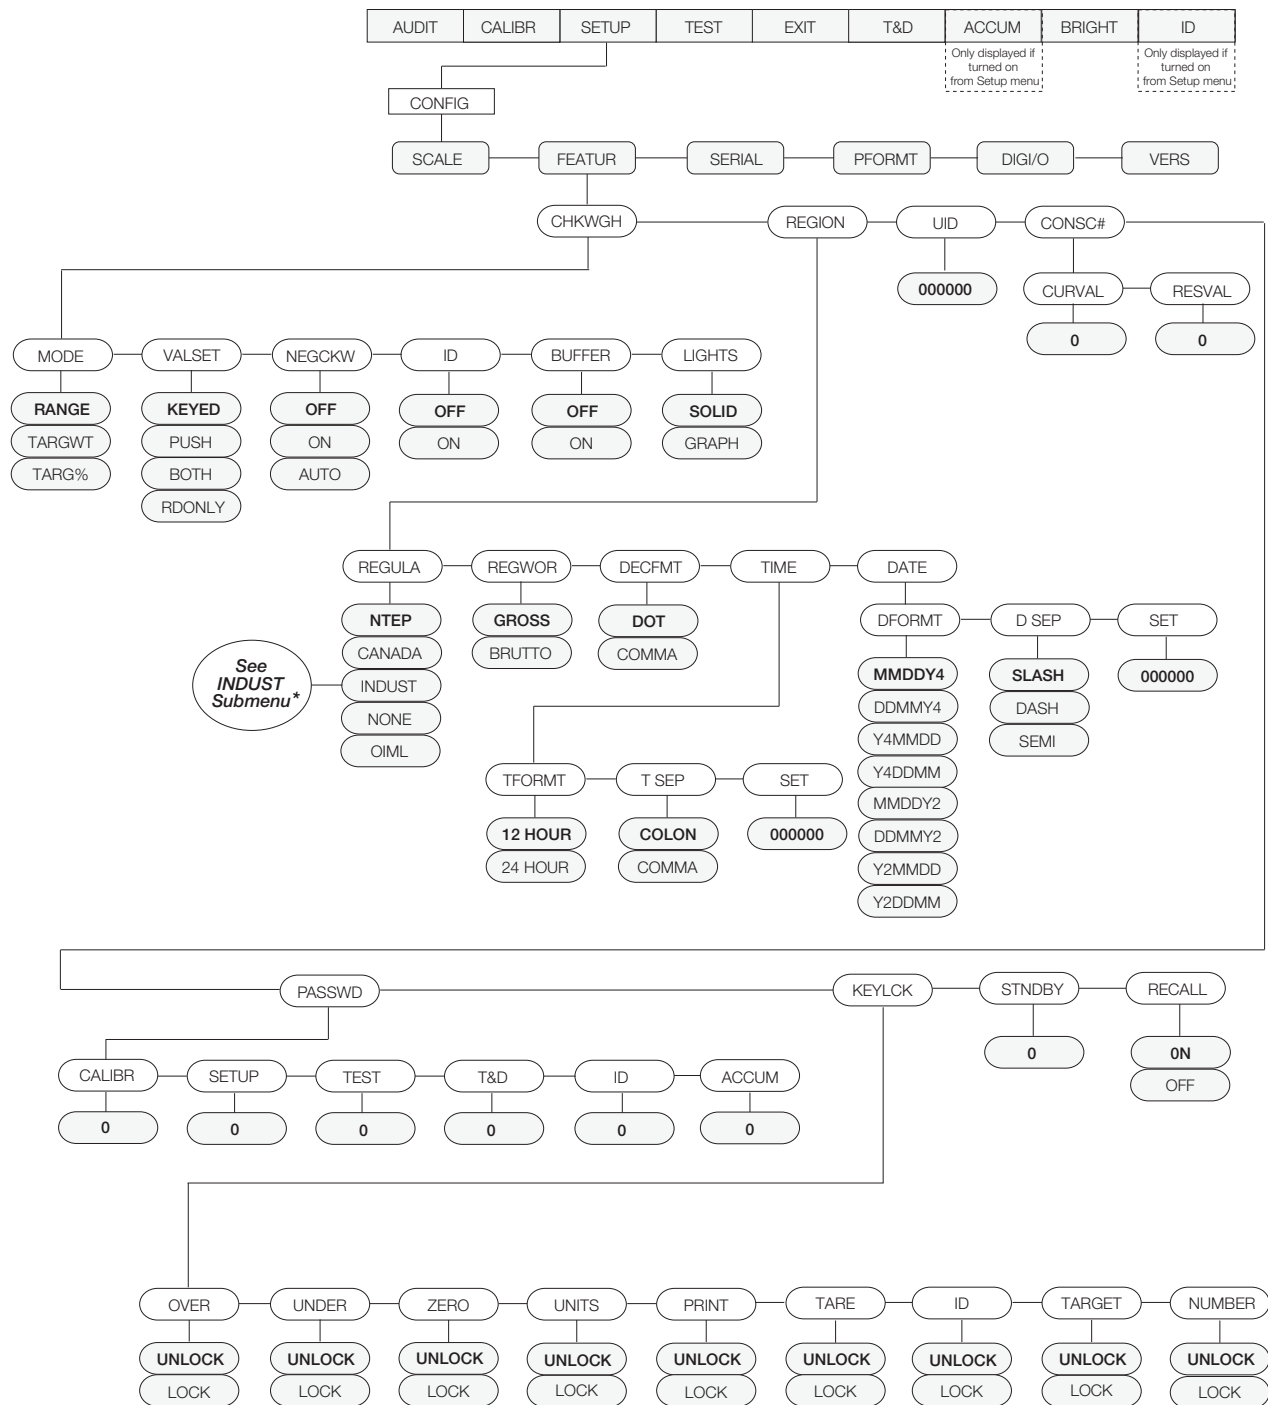 AUDIT CALIBR SETUP TEST EXIT T&D ACCUM BRIGHT ID
Only displayed if
turned on
from Setup menu
Only displayed if
turned on
from Setup menu
CONFIG
SCALE FEATUR SERIAL PFORMT DIGI/O VERS
CHKWGH REGION UID CONSC#
000000 CURVAL RESVAL
0 0
MODE VALSET NEGCKW ID BUFFER LIGHTS
RANGE KEYED OFF OFF OFF SOLID
TARGWT PUSH ON ON ON GRAPH
TARG% BOTH AUTO
RDONLY
REGULA REGWOR DECFMT TIME DATE
NTEP GROSS DOT DFORMT D SEP SET
CANADA BRUTTO COMMA MMDDY4 SLASH 000000
See
INDUST
Submenu*
INDUST DDMMY4 DASH
NONE Y4MMDD SEMI
OIML Y4DDMM
TFORMT T SEP SET MMDDY2
12 HOUR COLON 000000 DDMMY2
24 HOUR COMMA Y2MMDD
Y2DDMM
PASSWD KEYLCK STNDBY RECALL
0 0N
OFF
CALIBR SETUP TEST T&D ID ACCUM
0 0 0 0 0 0
OVER UNDER ZERO UNITS PRINT TARE ID TARGET NUMBER
UNLOCK UNLOCK UNLOCK UNLOCK UNLOCK UNLOCK UNLOCK UNLOCK UNLOCK
LOCK LOCK LOCK LOCK LOCK LOCK LOCK LOCK LOCK